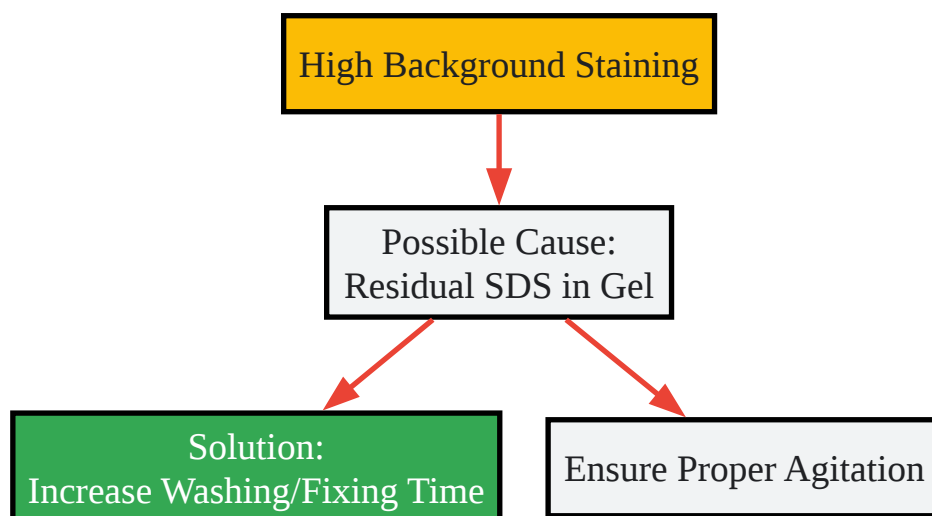 High Background Staining
Possible Cause:
Residual SDS in Gel
Solution:
Increase Washing/Fixing Time
Ensure Proper Agitation